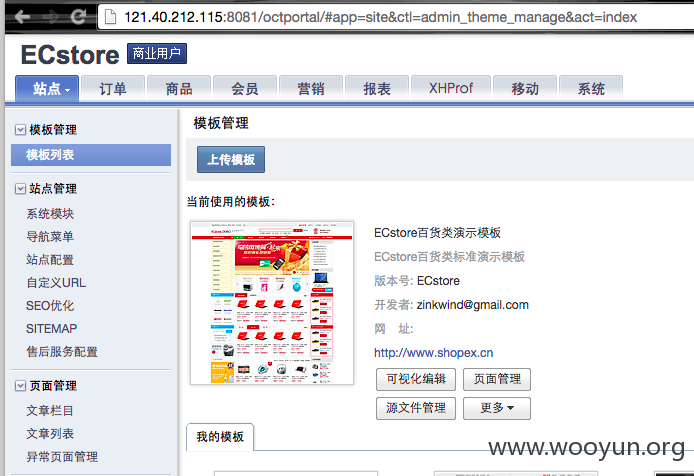 121.40.212.115:8081/octportal/#app=site&ctl=admin_theme_manage&act=index
ECstore 商业用户
站点 订单 商品 会员 营销 报表 XHProf 移动 系统
模板管理
模板列表
站点管理
系统模块
导航菜单
站点配置
自定义URL
SEO优化
SITEMAP
售后服务配置
页面管理
文章栏目
文章列表
异常页面管理
模板管理
上传模板
当前使用的模板：
ECstore百货类演示模板
ECstore百货类标准演示模板
版本号: ECstore
开发者: zinkwind@gmail.com
网 址:
http://www.shopex.cn
可视化编辑 页面管理
源文件管理 更多
我的模板
www.wooyun.org